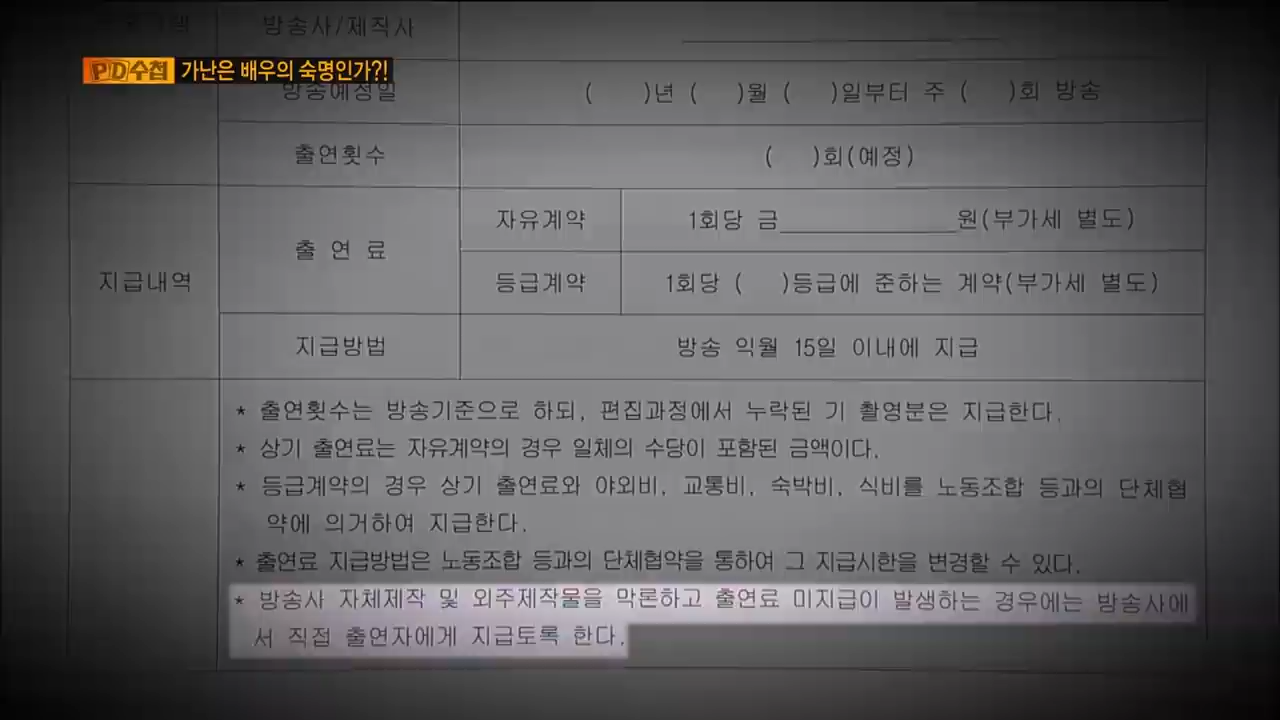 방송사/제작사
PD수첩 가난은 배우의 숙명인가?!
방송예정일 ( )년 ( )월 ( )일부터 주 ( )회 방송
출연횟수 ( )회(예정)
지급내역 출 연 료 자유계약 1회당 금____________원(부가세 별도)
등급계약 1회당 ( )등급에 준하는 계약(부가세 별도)
지급방법 방송 익월 15일 이내에 지급
* 출연횟수는 방송기준으로 하되, 편집과정에서 누락된 기 촬영분은 지급한다.
* 상기 출연료는 자유계약의 경우 일체의 수당이 포함된 금액이다.
* 등급계약의 경우 상기 출연료와 야외비, 교통비, 숙박비, 식비를 노동조합 등과의 단체협
약에 의거하여 지급한다.
* 출연료 지급방법은 노동조합 등과의 단체협약을 통하여 그 지급시한을 변경할 수 있다.
* 방송사 자체제작 및 외주제작물을 막론하고 출연료 미지급이 발생하는 경우에는 방송사에
서 직접 출연자에게 지급토록 한다.